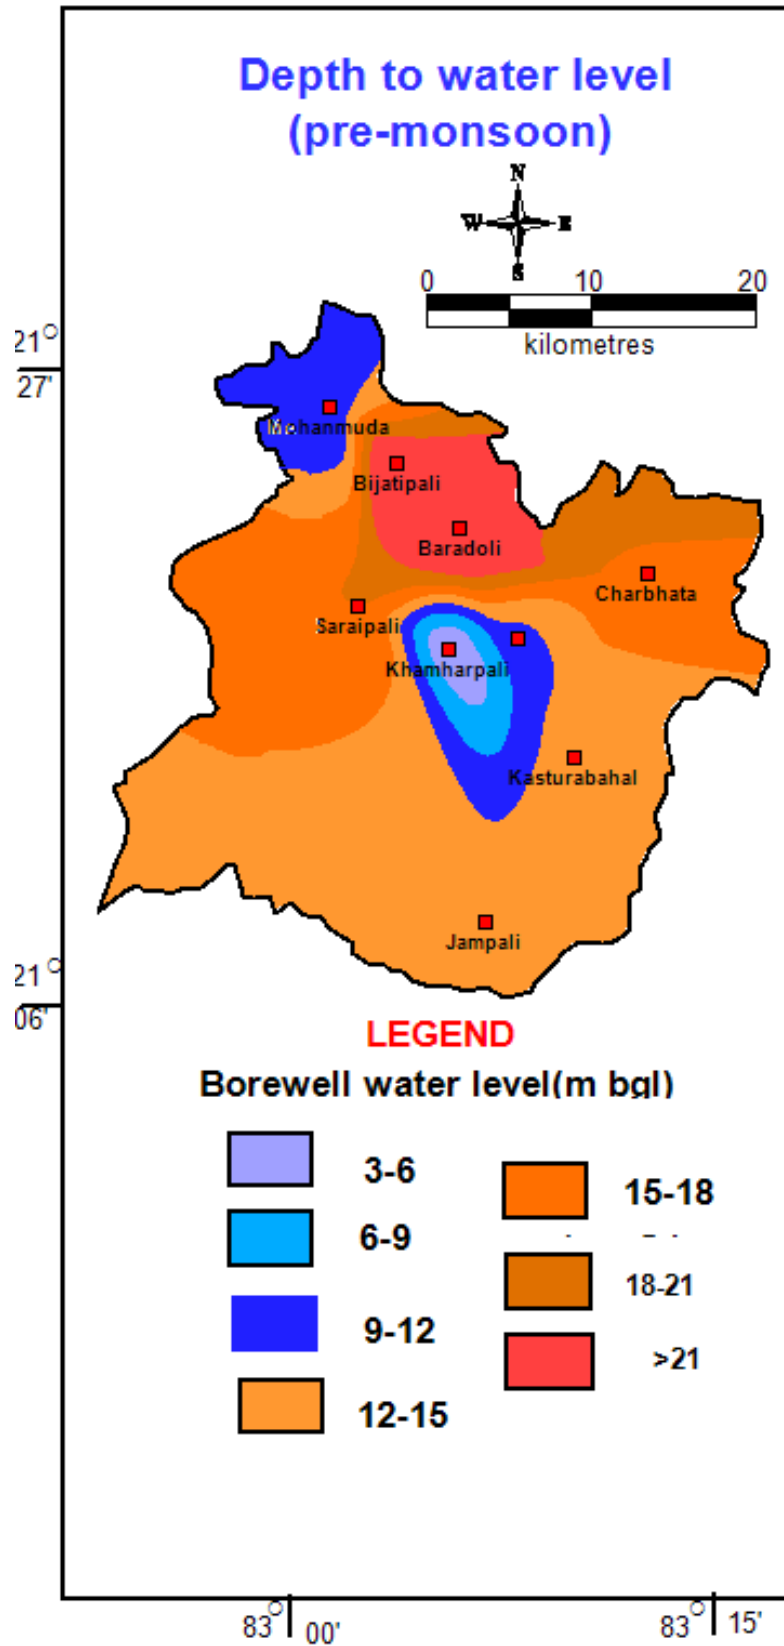 Depth to water level
(pre-monsoon)
N
W E
S
0 10 20
kilometres
21°
27'
Mohanmuda
Bijatipali
Baradoli
Charbhata
Saraipali
Khamharpali
Kasturabahal
Jampali
21°
06'
LEGEND
Borewell water level(m bgl)
3-6
15-18
6-9
18-21
9-12
>21
12-15
83° 00'
83° 15'